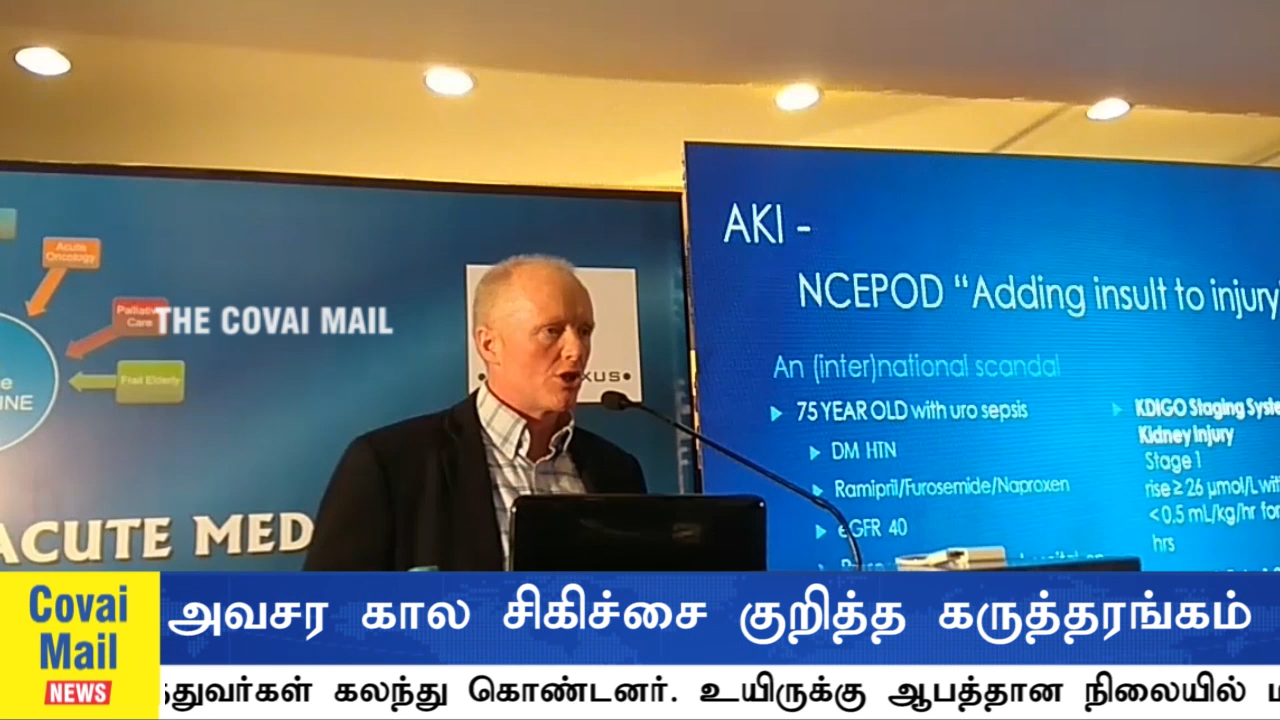 Acute
Oncology
Palliative
Care
THE COVAI MAIL
Frail Elderly
ACUTE MED
AKI -
NCEPOD “Adding insult to injury
An (inter)national scandal
75 YEAR OLD with uro sepsis
DM HTN
Ramipril/Furosemide/Naproxen
eGFR 40
KDIGO Staging Syste
Kidney Injury
Stage 1
rise ≥ 26 µmol/L wit
<0.5 mL/kg/hr for
hrs
Covai
Mail
NEWS
அவசர கால சிகிச்சை குறித்த கருத்தரங்கம்
த்துவர்கள் கலந்து கொண்டனர். உயிருக்கு ஆபத்தான நிலையில்